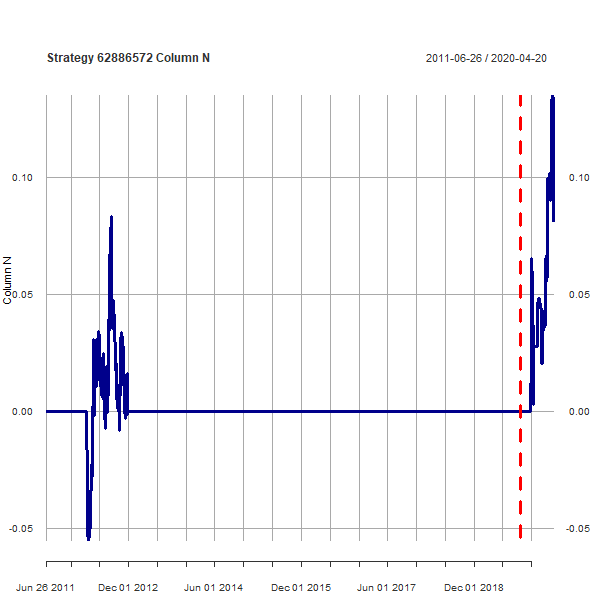 Strategy 62886572 Column N
2011-06-26 / 2020-04-20
Column N
0.10
0.05
0.00
-0.05
0.10
0.05
0.00
-0.05
Jun 26 2011
Dec 01 2012
Jun 01 2014
Dec 01 2015
Jun 01 2017
Dec 01 2018